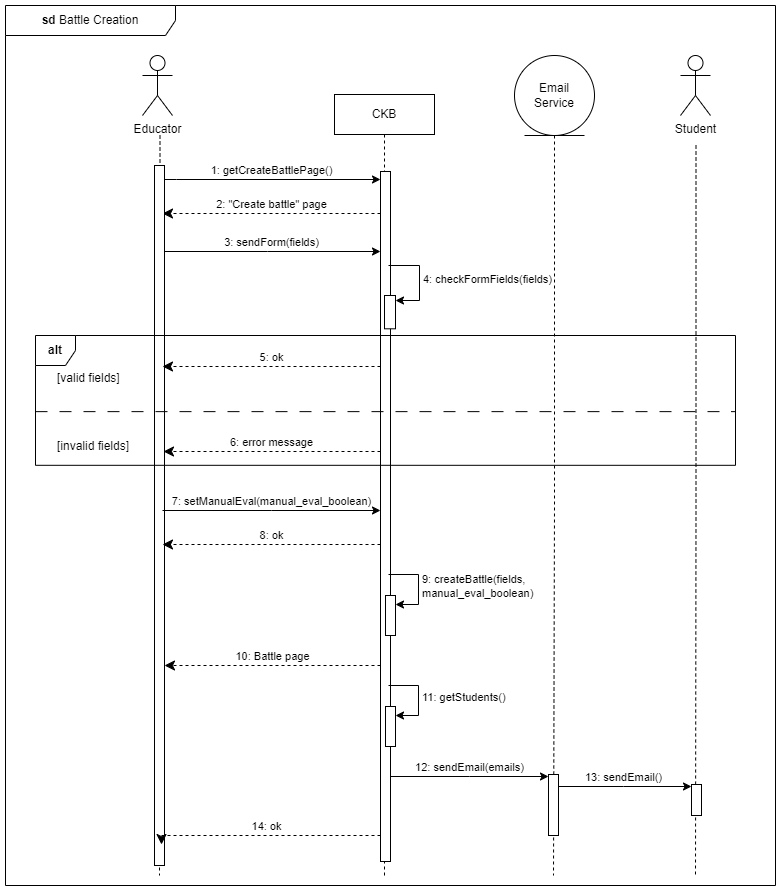 sd Battle Creation
Email
Service
CKB
Educator
Student
1: getCreateBattlePage()
2: "Create battle" page
3: sendForm(fields)
4: checkFormFields(fields)
alt
5: ok
[valid fields]
6: error message
[invalid fields]
7: setManualEval(manual_eval_boolean)
8: ok
9: createBattle(fields,
manual_eval_boolean)
10: Battle page
11: getStudents()
12: sendEmail(emails)
13: sendEmail()
14: ok